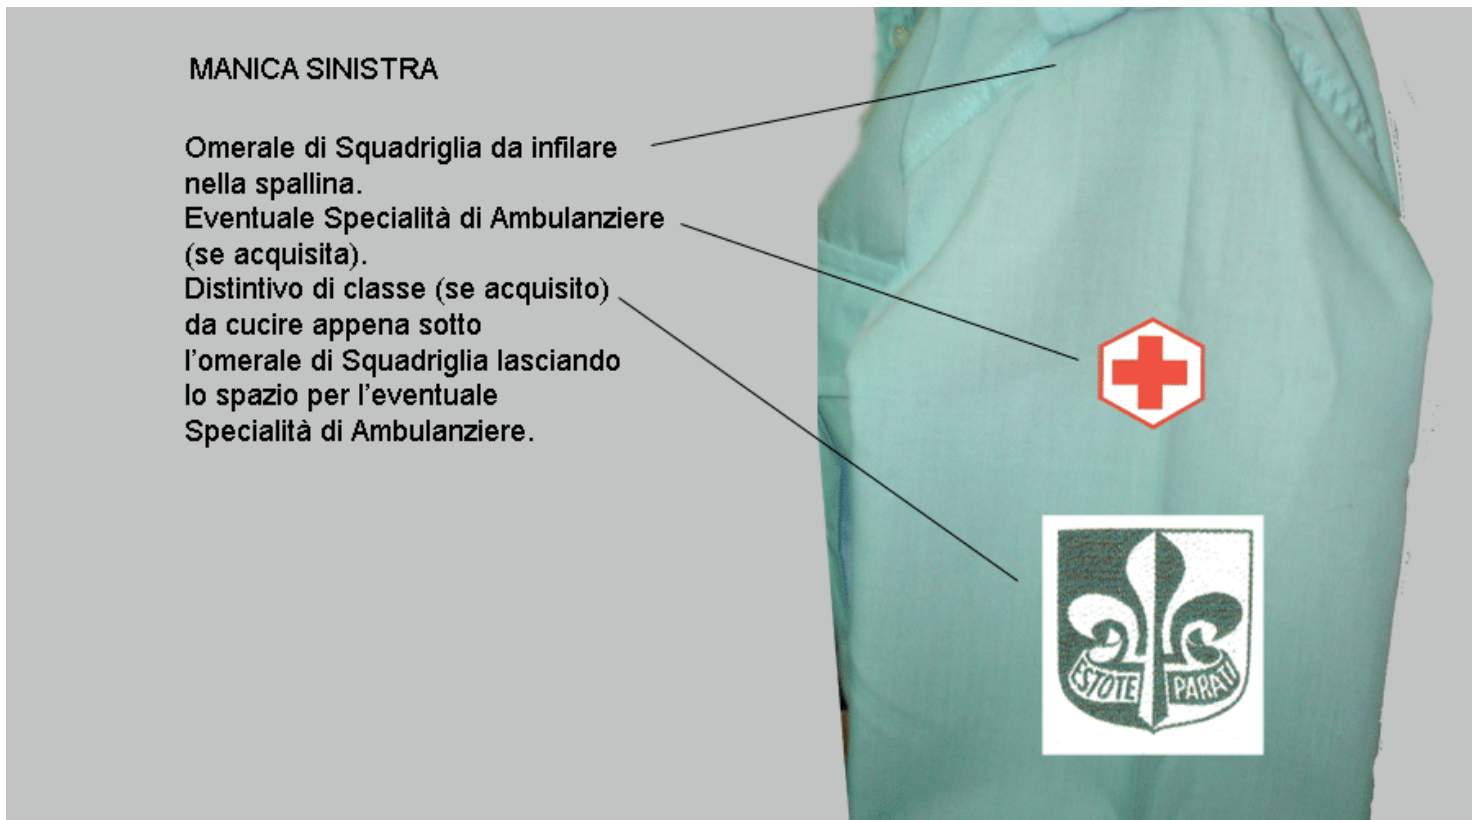 MANICA SINISTRA
Omerale di Squadriglia da infilare
nella spallina.
Eventuale Specialità di Ambulanziere
(se acquisita).
Distintivo di classe (se acquisito)
da cucire appena sotto
l'omerale di Squadriglia lasciando
lo spazio per l'eventuale
Specialità di Ambulanziere.
ESTOTE PARATI